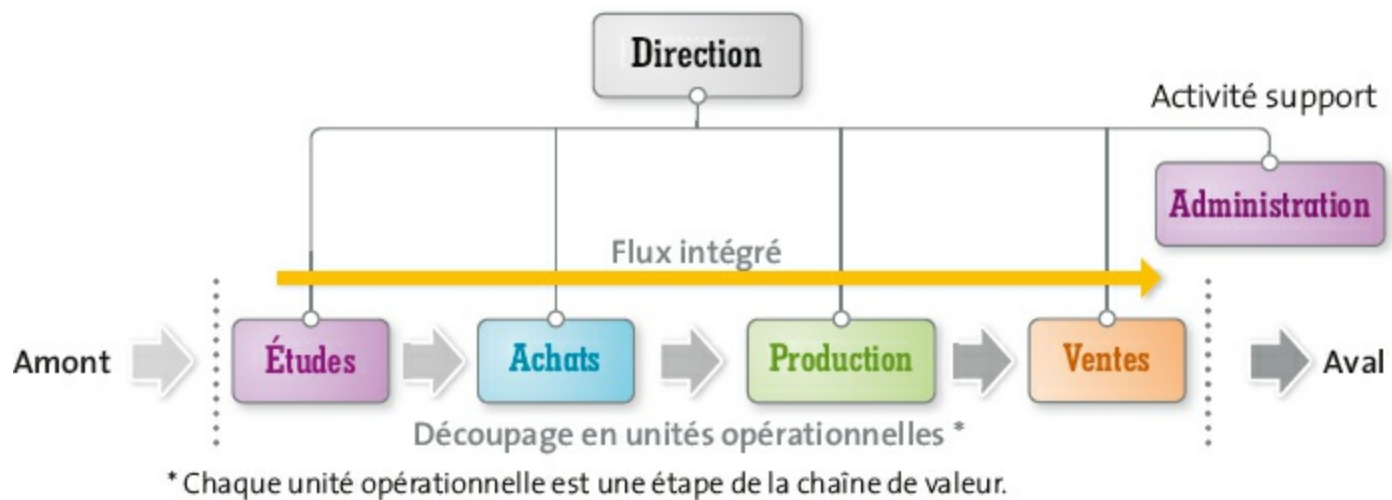 Direction
Activité support
Administration
Flux intégré
Amont
Études
Achats
Production
Ventes
Aval
Découpage en unités opérationnelles *
* Chaque unité opérationnelle est une étape de la chaîne de valeur.